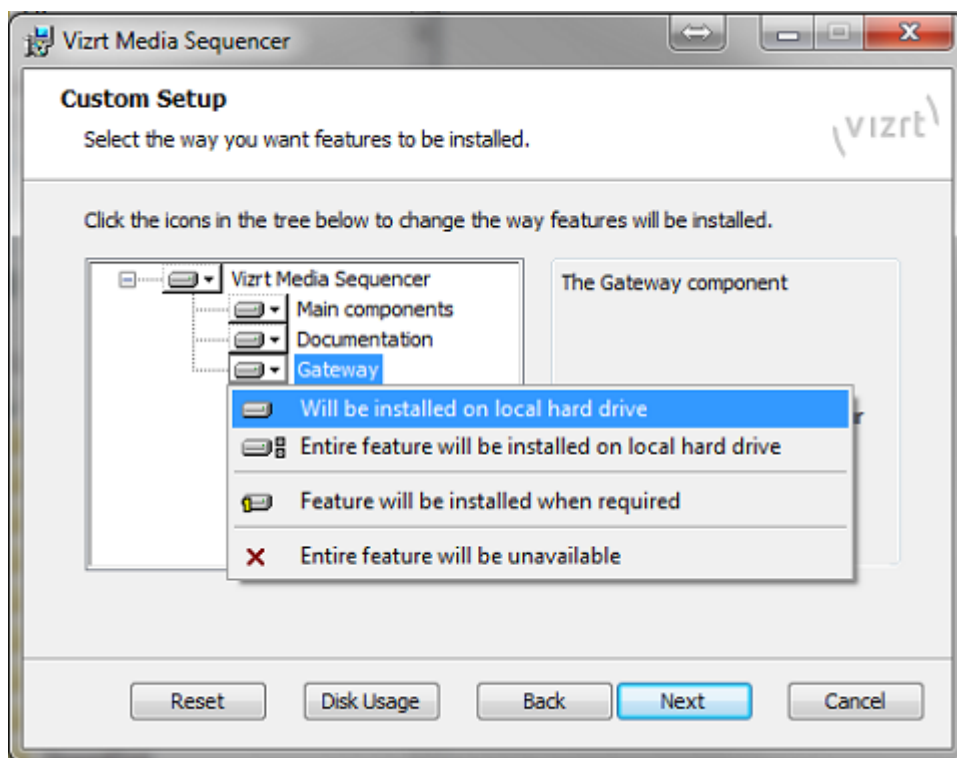 Vizrt Media Sequencer
Custom Setup
Select the way you want features to be installed.
vizrt
Click the icons in the tree below to change the way features will be installed.
Vizrt Media Sequencer
Main components
Documentation
Gateway
The Gateway component
Will be installed on local hard drive
Entire feature will be installed on local hard drive
Feature will be installed when required
Entire feature will be unavailable
Reset Disk Usage Back Next Cancel